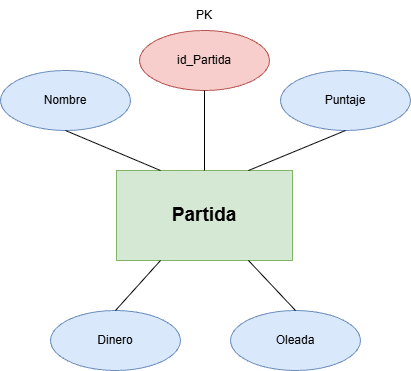 PK
id_Partida
Nombre
Puntaje
Partida
Dinero
Oleada